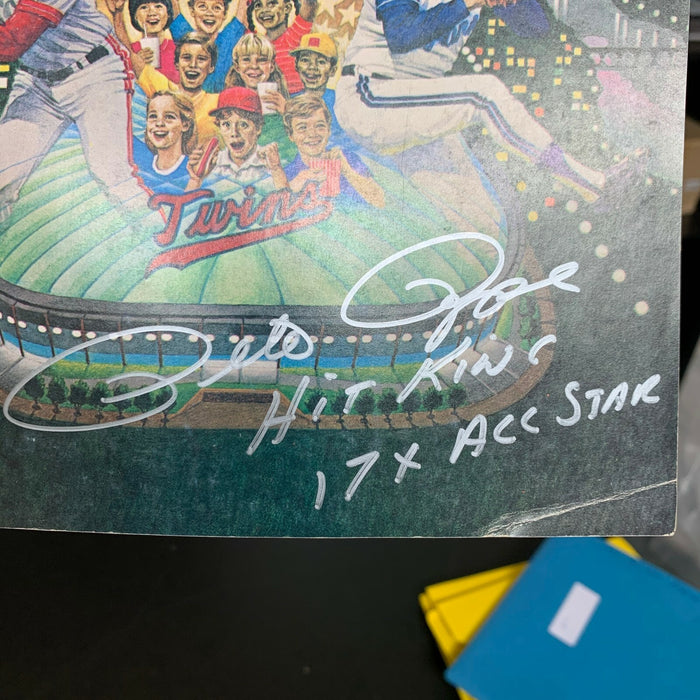 Twins
Pete Rose
HIT KING
17x ALL STAR